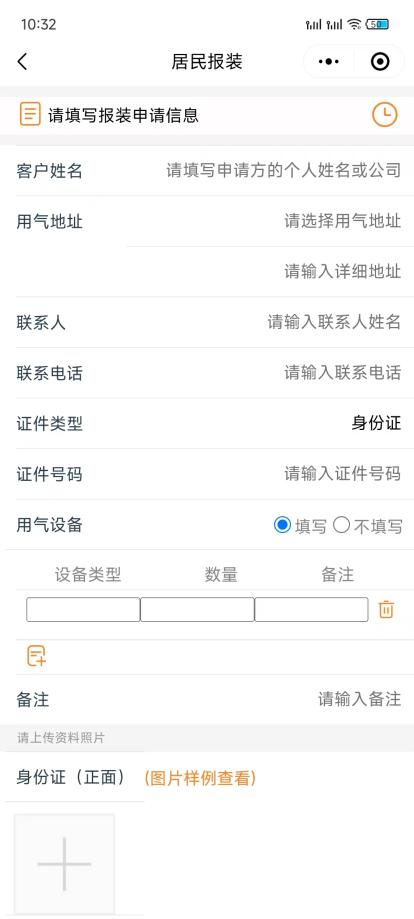 10:32
50
居民报装
请填写报装申请信息
客户姓名 请填写申请方的个人姓名或公司
用气地址 请选择用气地址
请输入详细地址
联系人 请输入联系人姓名
联系电话 请输入联系电话
证件类型 身份证
证件号码 请输入证件号码
用气设备 填写 不填写
设备类型 数量 备注
备注 请输入备注
请上传资料照片
身份证（正面） (图片样例查看)